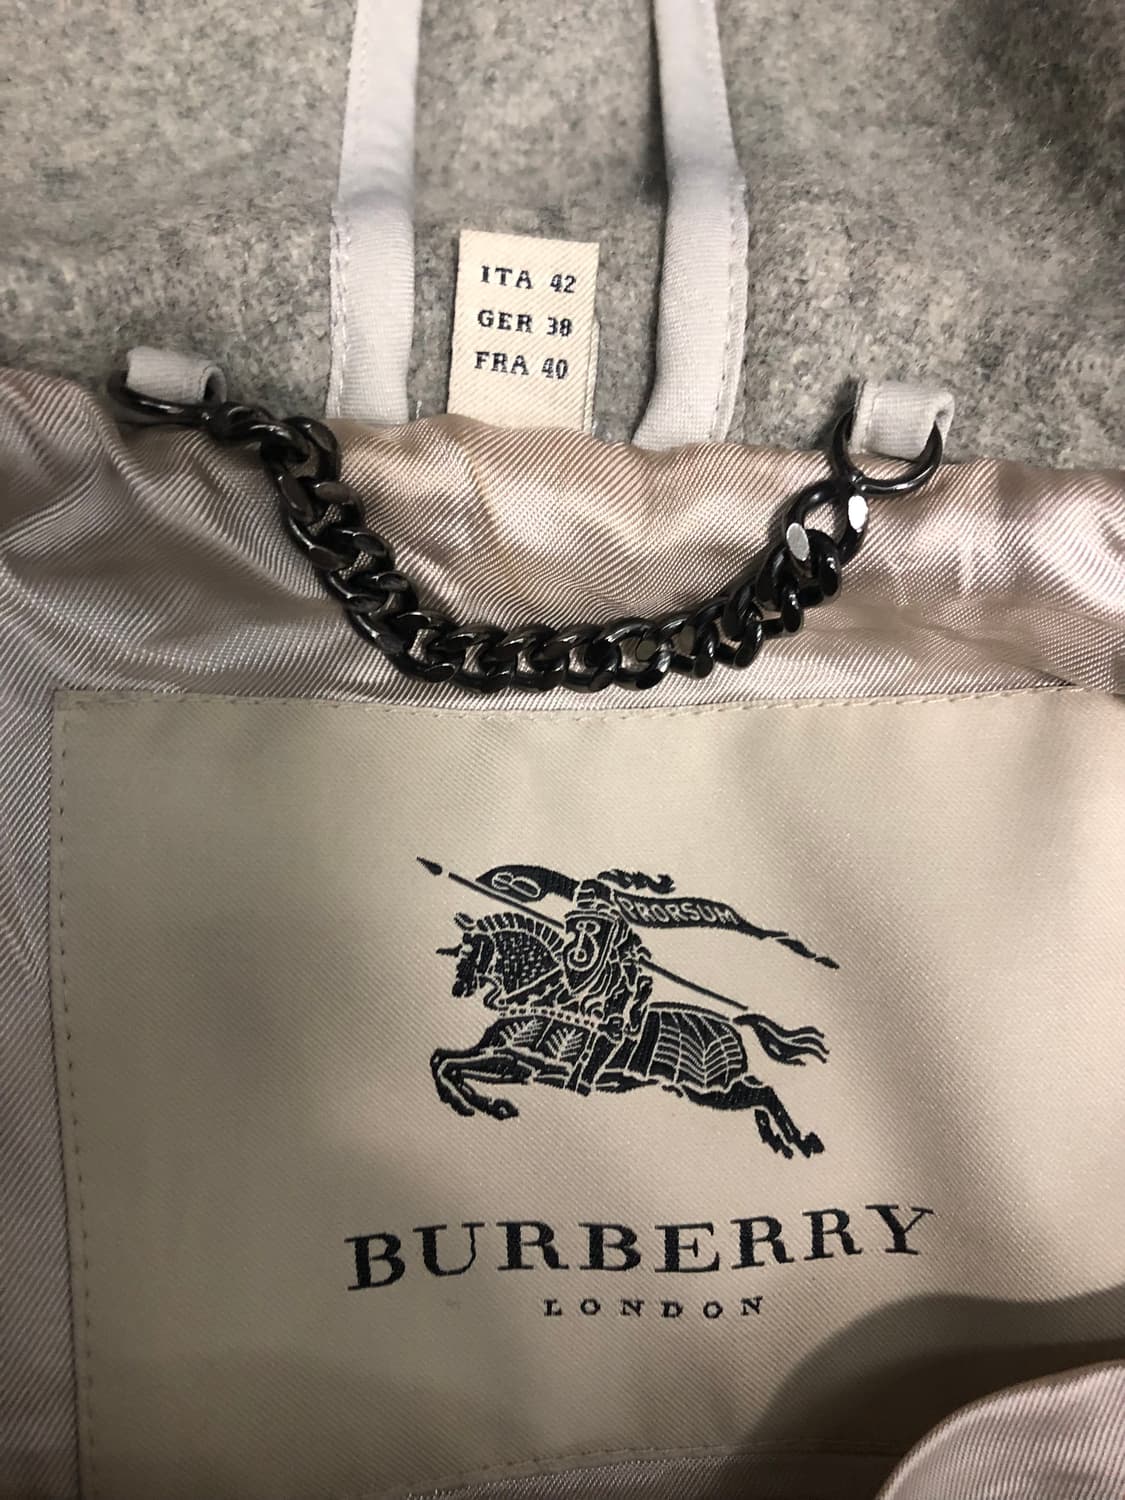 ITA 42
GER 38
FRA 40
PRORSUM
B
BURBERRY
LONDON